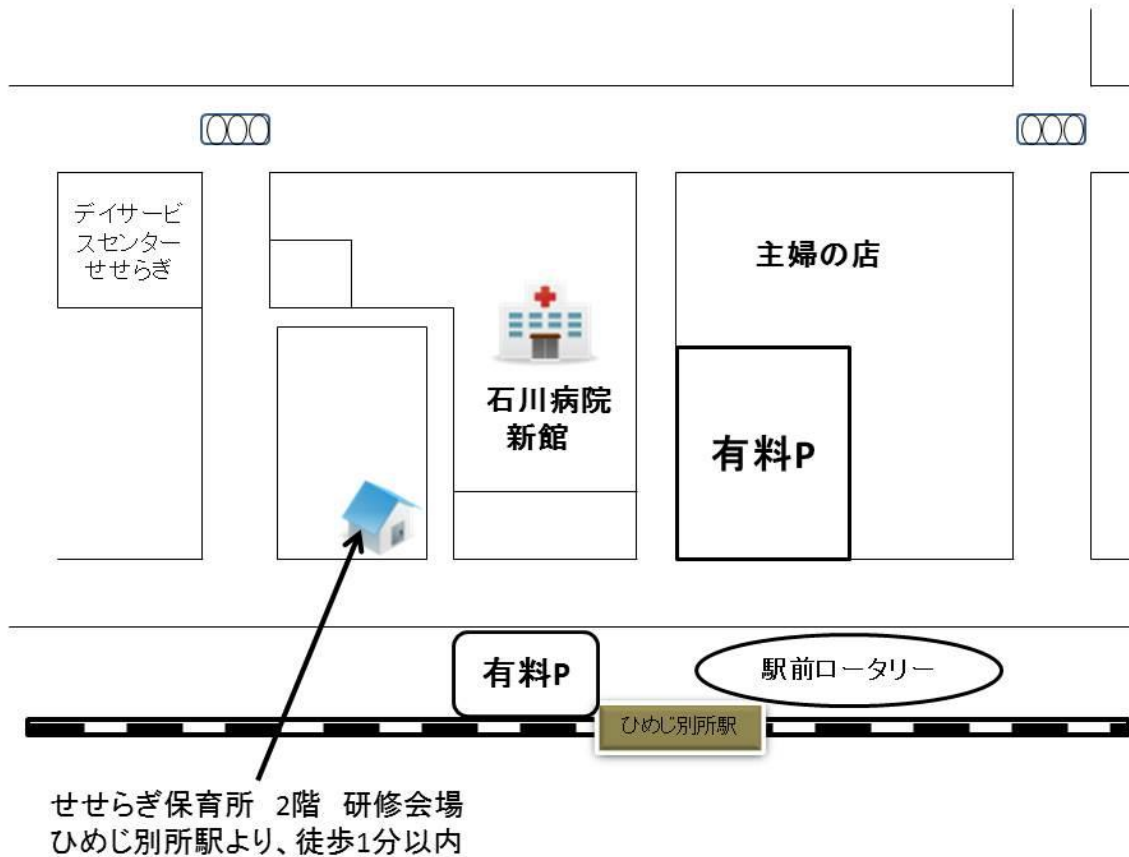 デイサービ
スセンター
せせらぎ
主婦の店
石川病院
新館
有料P
有料P
駅前ロータリー
ひめじ別所駅
せせらぎ保育所　2階　研修会場
ひめじ別所駅より、徒歩1分以内